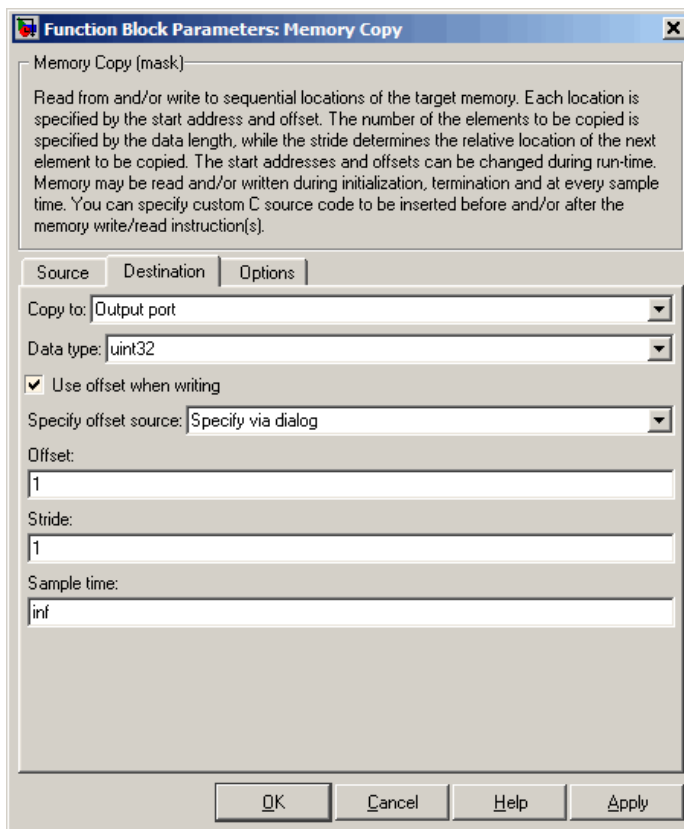 Function Block Parameters: Memory Copy
Memory Copy (mask)
Read from and/or write to sequential locations of the target memory. Each location is
specified by the start address and offset. The number of the elements to be copied is
specified by the data length, while the stride determines the relative location of the next
element to be copied. The start addresses and offsets can be changed during run-time.
Memory may be read and/or written during initialization, termination and at every sample
time. You can specify custom C source code to be inserted before and/or after the
memory write/read instruction(s).
Source Destination Options
Copy to: Output port
Data type: uint32
Use offset when writing
Specify offset source: Specify via dialog
Offset:
1
Stride:
1
Sample time:
inf
OK Cancel Help Apply